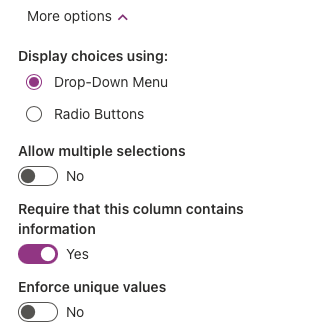 More options
Display choices using:
Drop-Down Menu
Radio Buttons
Allow multiple selections
No
Require that this column contains
information
Yes
Enforce unique values
No